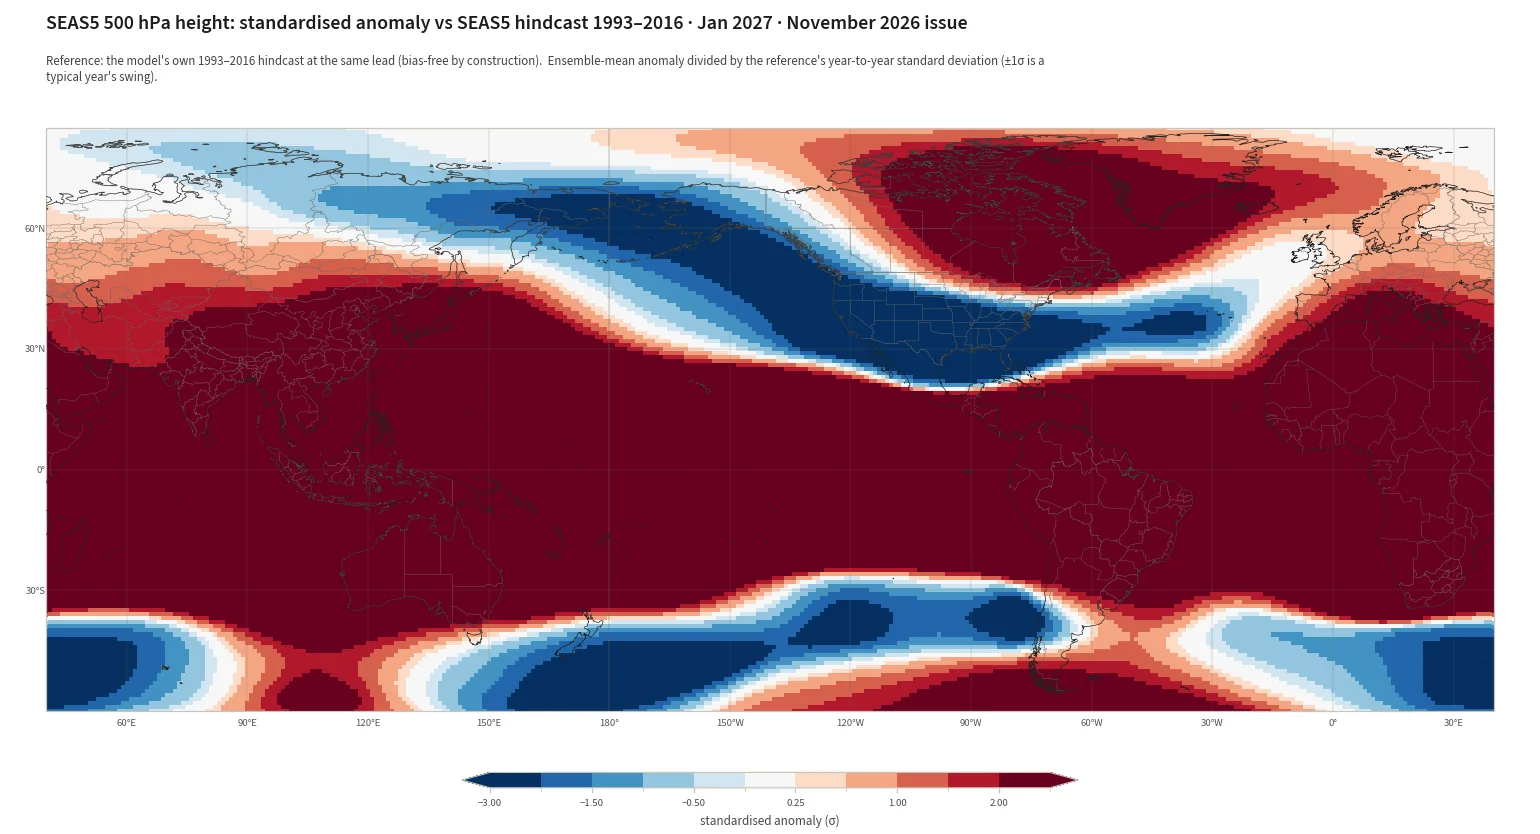 SEAS5 500 hPa height: standardised anomaly vs SEAS5 hindcast 1993–2016 · Jan 2027 · November 2026 issue
Reference: the model's own 1993–2016 hindcast at the same lead (bias-free by construction).  Ensemble-mean anomaly divided by the reference's year-to-year standard deviation (±1σ is a
typical year's swing).
60°N
30°N
0°
30°S
60°E 90°E 120°E 150°E 180° 150°W 120°W 90°W 60°W 30°W 0° 30°E
−3.00 −1.50 −0.50 0.25 1.00 2.00
standardised anomaly (σ)